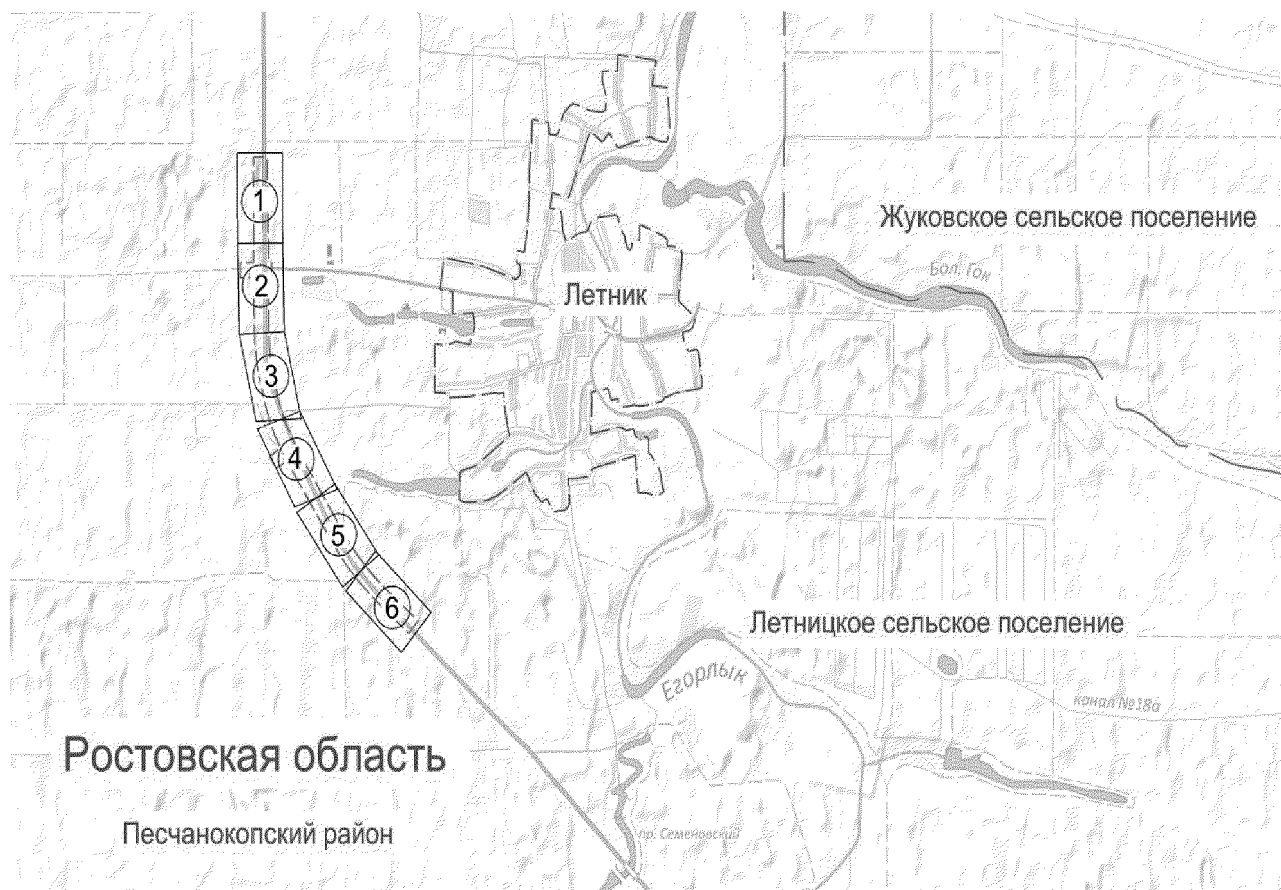 1
Жуковское сельское поселение
Бол. Гок
2
Летник
3
4
5
6
Летницкое сельское поселение
Егорлык
канал №18а
Ростовская область
Песчанокопский район
пр. Семеновский